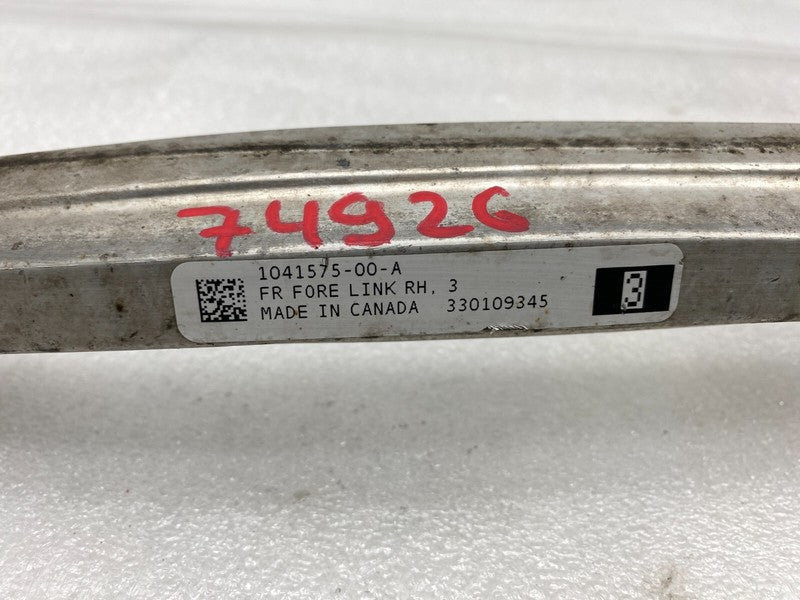 74926
1041575-00-A
FR FORE LINK RH, 3
MADE IN CANADA 330109345
3